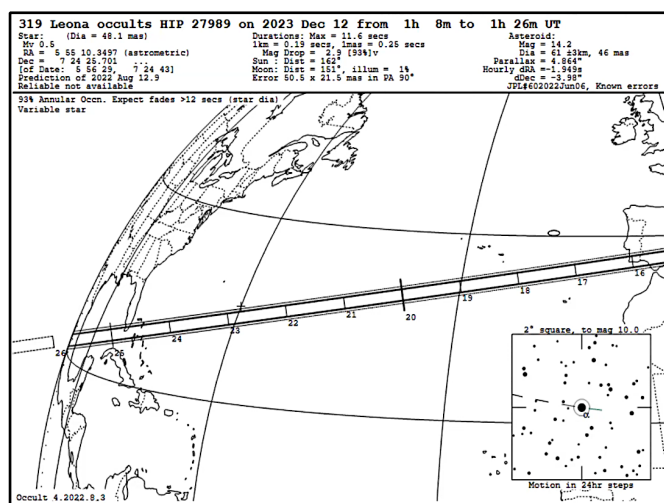 319 Leona occults HIP 27989 on 2023 Dec 12 from 1h 8m to 1h 26m UT
Star: (Dia = 48.1 mas)
Mv 0.5
RA = 5 55 10.3497 (astrometric)
Dec = 7 24 25.701 ...
[of Date: 5 56 29, 7 24 43]
Prediction of 2022 Aug 12.9
Reliable not available
Durations: Max = 11.6 secs
1km = 0.19 secs, 1mas = 0.25 secs
Mag Drop = 2.9 [93%]v
Sun : Dist = 162°
Moon: Dist = 151°, illum = 1%
Error 50.5 x 21.5 mas in PA 90°
Asteroid:
Mag = 14.2
Dia = 61 ±3km, 46 mas
Parallax = 4.864"
Hourly dRA =-1.949s
dDec = -3.98"
JPL#602022Jun06, Known errors
93% Annular Occn. Expect fades >12 secs (star dia)
Variable star
16
17
18
19
20
21
22
23
24
25
26
2° square, to mag 10.0
α
Motion in 24hr steps
Occult 4.2022.8.3